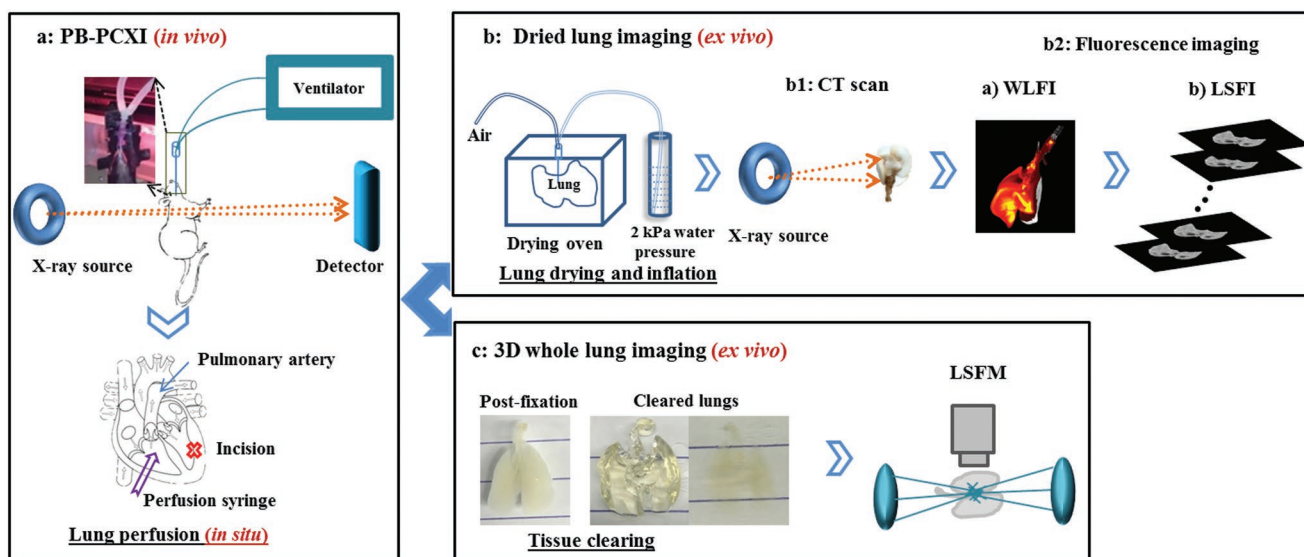 a: PB-PCXI (in vivo)
Ventilator
X-ray source
Detector
Pulmonary artery
Incision
Perfusion syringe
Lung perfusion (in situ)
b: Dried lung imaging (ex vivo)
b2: Fluorescence imaging
b1: CT scan
a) WLFI
b) LSFI
Air
Lung
Drying oven
2 kPa water
pressure
X-ray source
Lung drying and inflation
c: 3D whole lung imaging (ex vivo)
LSFM
Post-fixation
Cleared lungs
Tissue clearing